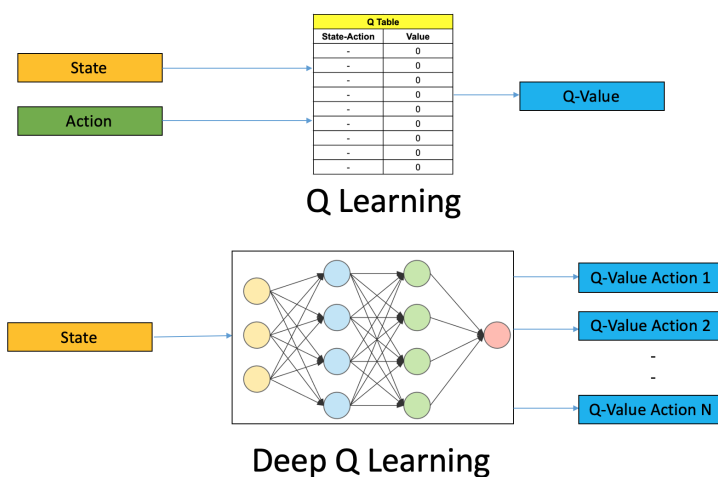 Q Table
State-Action Value
- 0
- 0
- 0
- 0
- 0
- 0
- 0
- 0
- 0
State
Action
Q-Value
Q Learning
State
Q-Value Action 1
Q-Value Action 2
-
-
Q-Value Action N
Deep Q Learning